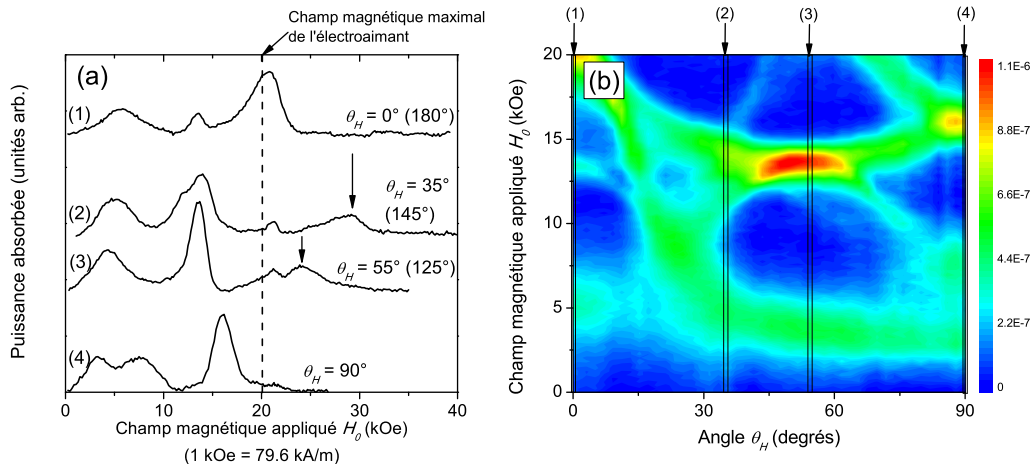 Champ magnétique maximal
de l'électroaimant
(a)
Puissance absorbée (unités arb.)
(1)
θH = 0° (180°)
(2)
θH = 35°
(145°)
(3)
θH = 55° (125°)
(4)
θH = 90°
0 10 20 30 40
Champ magnétique appliqué H0 (kOe)
(1 kOe = 79.6 kA/m)
(1) (2) (3) (4)
(b)
Champ magnétique appliqué H0 (kOe)
20
15
10
5
0
0 30 60 90
Angle θH (degrés)
1.1E-6
8.8E-7
6.6E-7
4.4E-7
2.2E-7
0